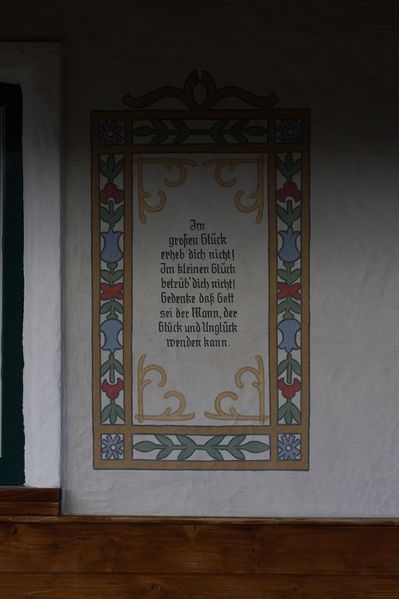 Im
großen Glück
erheb dich nicht!
Im kleinen Glück
betrüb' dich nicht!
Gedenke daß Gott
sei der Mann, der
Glück und Unglück
wenden kann.